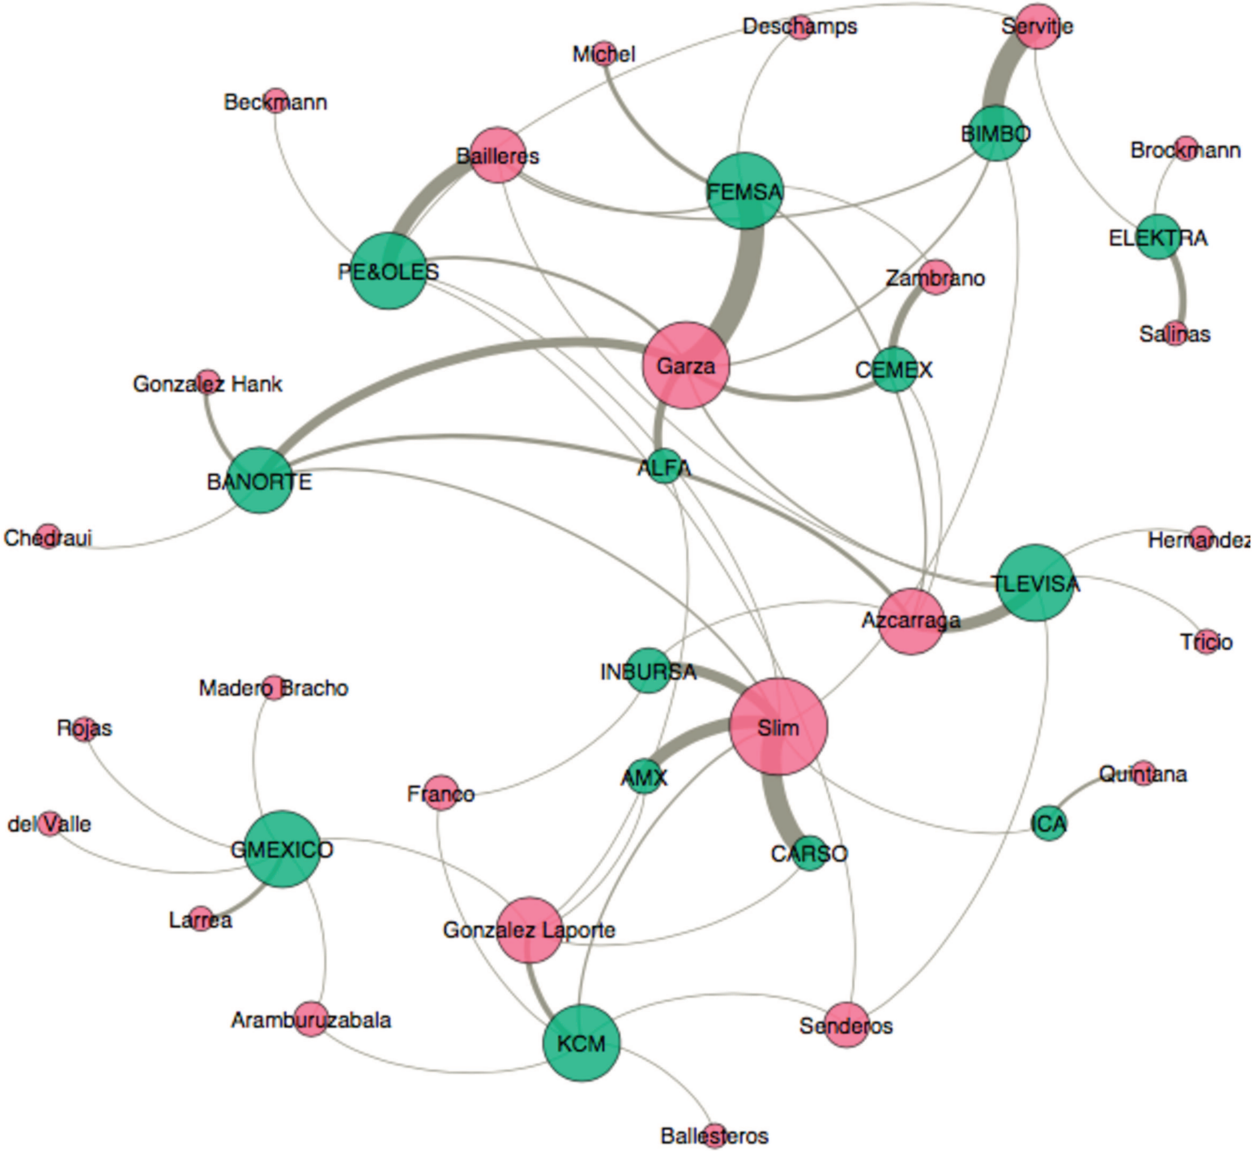 Deschamps
Servitje
Michel
Beckmann
BIMBO
Brockmann
Bailleres
FEMSA
ELEKTRA
PE&OLES
Zambrano
Salinas
Garza
CEMEX
Gonzalez Hank
ALFA
BANORTE
Chedraui
Hernandez
TLEVISA
Azcarraga
Tricio
INBURSA
Madero Bracho
Rojas
Slim
AMX
Quintana
Franco
del Valle
ICA
GMEXICO
CARSO
Larrea
Gonzalez Laporte
Aramburuzabala
Senderos
KCM
Ballesteros